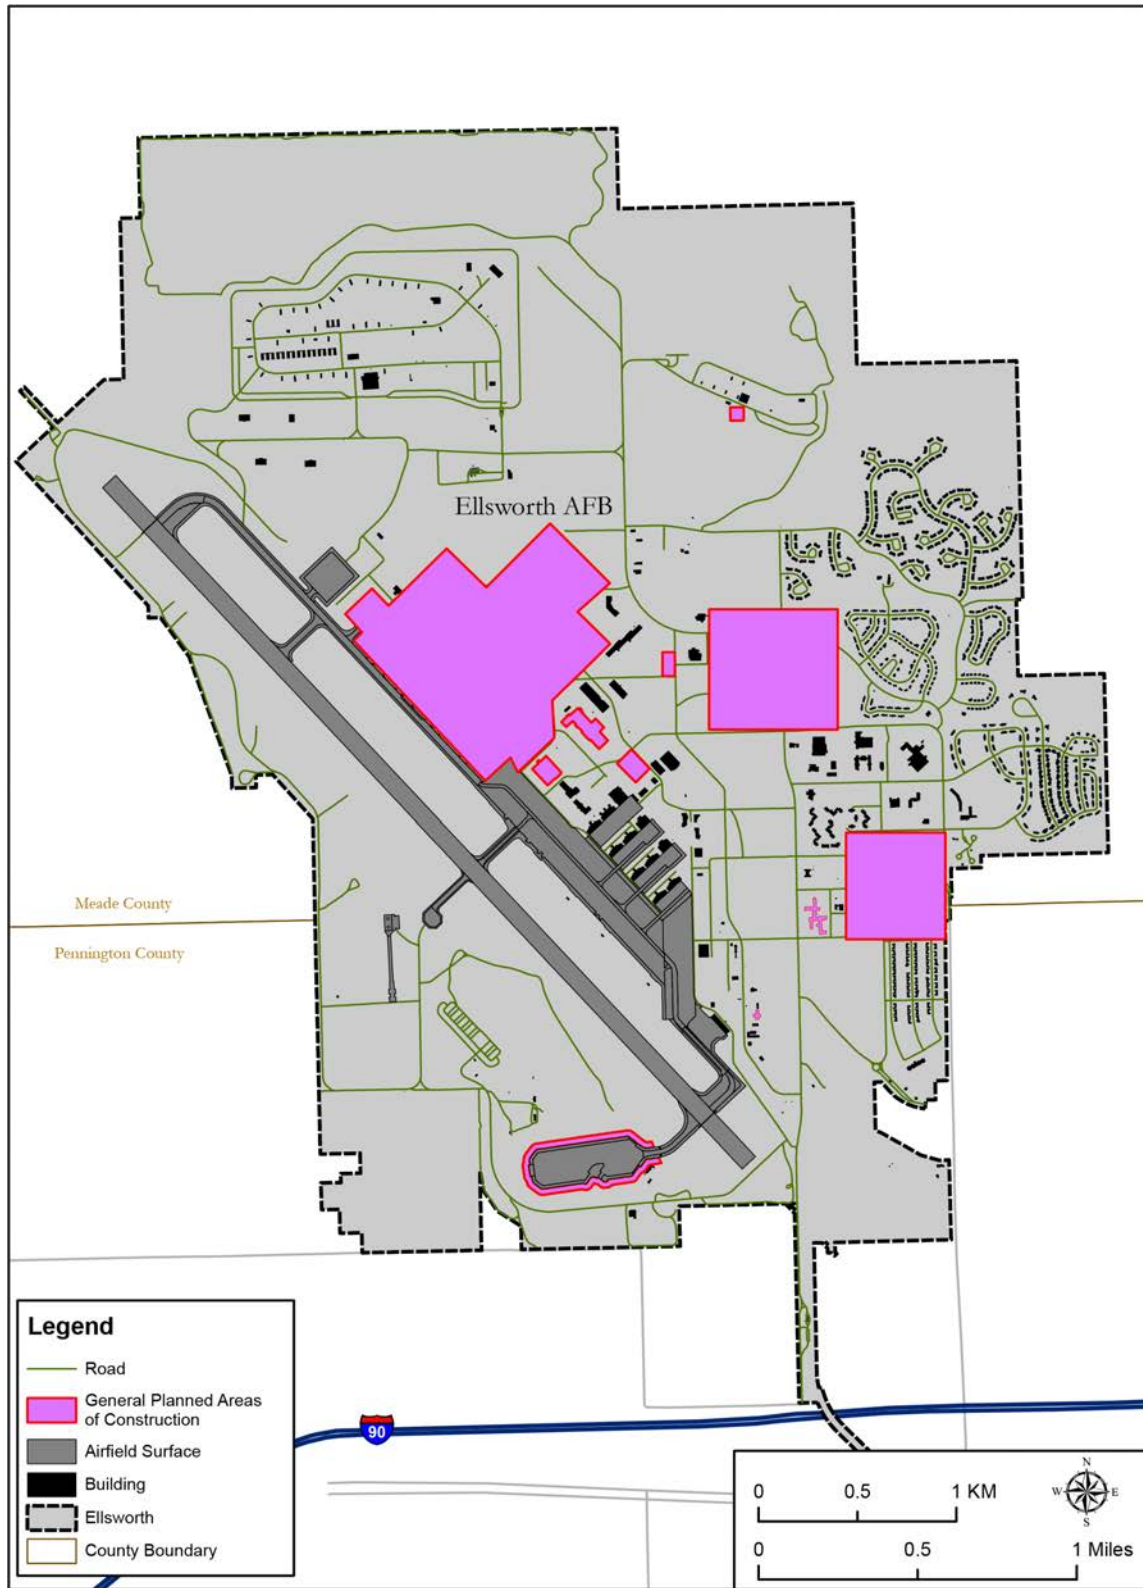 Ellsworth AFB
Meade County
Pennington County
Legend
Road
General Planned Areas
of Construction
Airfield Surface
Building
Ellsworth
County Boundary
90
0 0.5 1 KM
N
W E
S
0 0.5 1 Miles